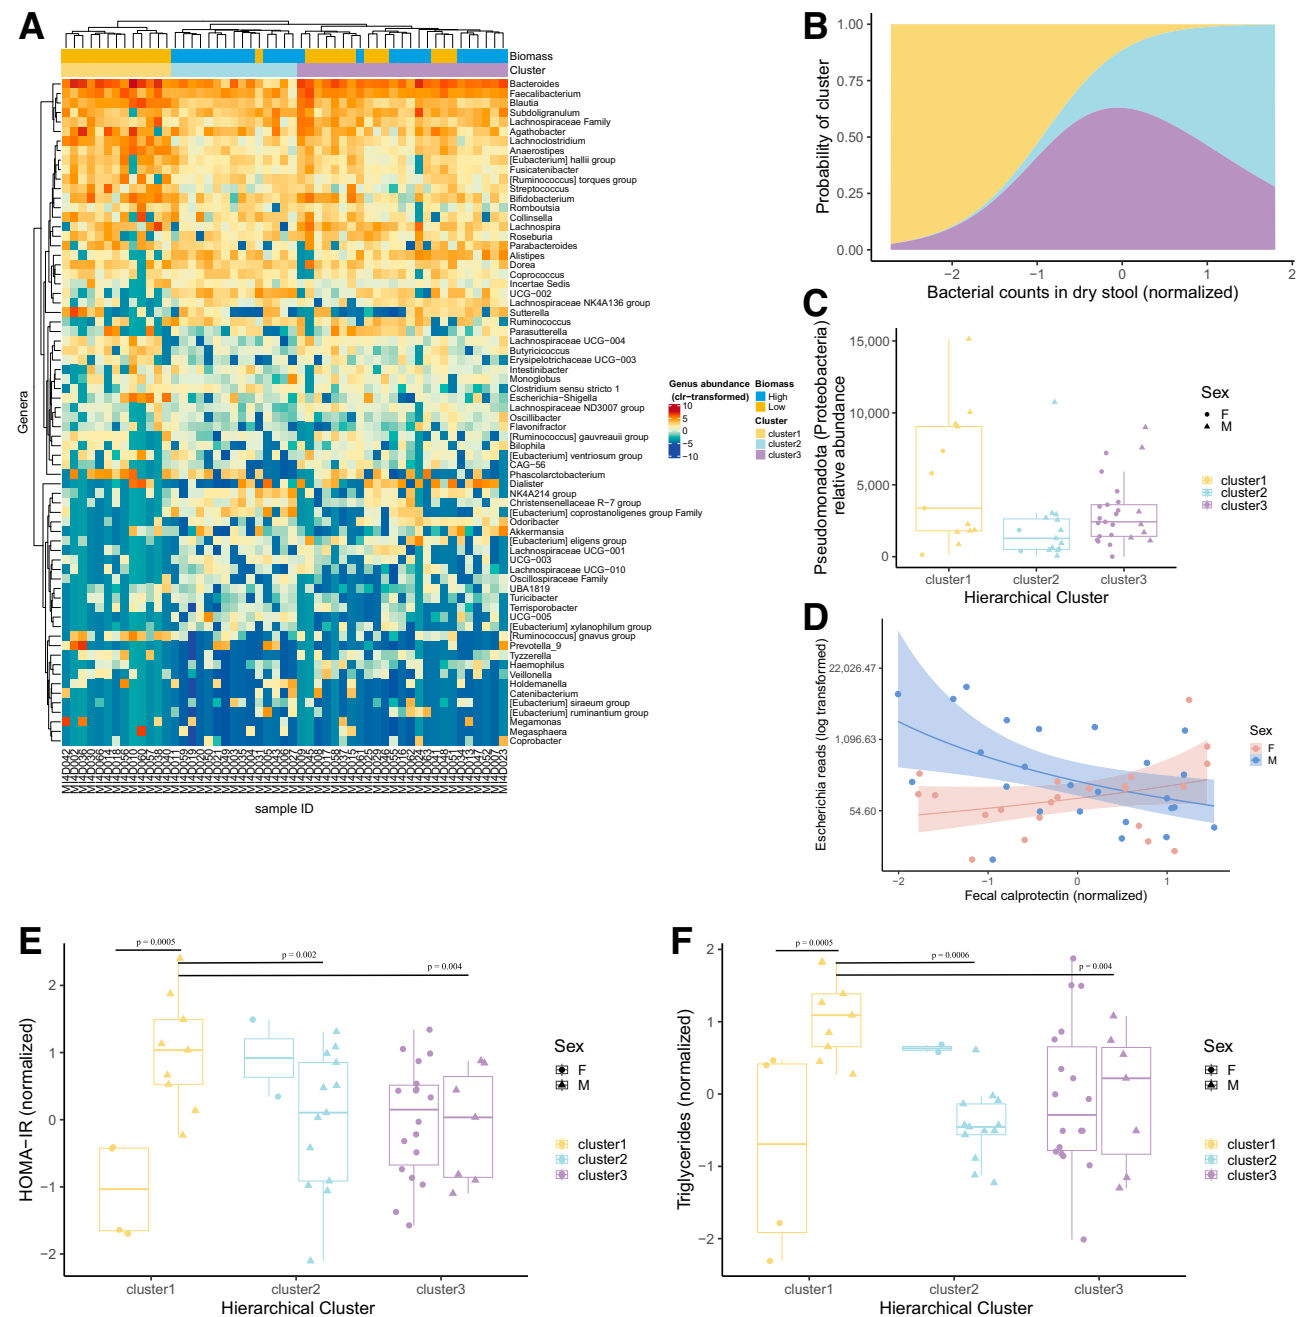 A
Biomass
Cluster
Bacteroides
Faecalibacterium
Blautia
Subdoligranulum
Lachnospiraceae Family
Agathobacter
Lachnoclostridium
Anaerostipes
[Eubacterium] hallii group
Fusicatenibacter
[Ruminococcus] torques group
Streptococcus
Bifidobacterium
Romboutsia
Collinsella
Lachnospira
Roseburia
Parabacteroides
Alistipes
Dorea
Coprococcus
Incertae Sedis
UCG−002
Lachnospiraceae NK4A136 group
Sutterella
Ruminococcus
Parasutterella
Lachnospiraceae UCG−004
Butyricicoccus
Erysipelotrichaceae UCG−003
Intestinibacter
Monoglobus
Clostridium sensu stricto 1
Escherichia−Shigella
Lachnospiraceae ND3007 group
Oscillibacter
Flavonifractor
[Ruminococcus] gauvreauii group
Bilophila
[Eubacterium] ventriosum group
CAG−56
Phascolarctobacterium
Dialister
NK4A214 group
Christensenellaceae R−7 group
[Eubacterium] coprostanoligenes group Family
Odoribacter
Akkermansia
[Eubacterium] eligens group
Lachnospiraceae UCG−001
UCG−003
Lachnospiraceae UCG−010
Oscillospiraceae Family
UBA1819
Turicibacter
Terrisporobacter
UCG−005
[Eubacterium] xylanophilum group
[Ruminococcus] gnavus group
Prevotella_9
Tyzzerella
Haemophilus
Veillonella
Holdemanella
Catenibacterium
[Eubacterium] siraeum group
[Eubacterium] ruminantium group
Megamonas
Megasphaera
Coprobacter
Genera
sample ID
Genus abundance
(clr−transformed)
10
5
0
−5
−10
Biomass
High
Low
Cluster
cluster1
cluster2
cluster3
B
Probability of cluster
1.00
0.75
0.50
0.25
0.00
−2
−1
0
1
2
Bacterial counts in dry stool (normalized)
C
Pseudomonadota (Proteobacteria)
relative abundance
15,000
10,000
5,000
0
cluster1
cluster2
cluster3
Hierarchical Cluster
Sex
F
M
cluster1
cluster2
cluster3
D
Escherichia reads (log transformed)
22,026.47
1,096.63
54.60
−2
−1
0
1
Fecal calprotectin (normalized)
Sex
F
M
E
HOMA−IR (normalized)
p = 0.0005
p = 0.002
p = 0.004
2
1
0
−1
−2
cluster1
cluster2
cluster3
Hierarchical Cluster
Sex
F
M
cluster1
cluster2
cluster3
F
Triglycerides (normalized)
p = 0.0005
p = 0.0006
p = 0.004
2
1
0
−1
−2
cluster1
cluster2
cluster3
Hierarchical Cluster
Sex
F
M
cluster1
cluster2
cluster3